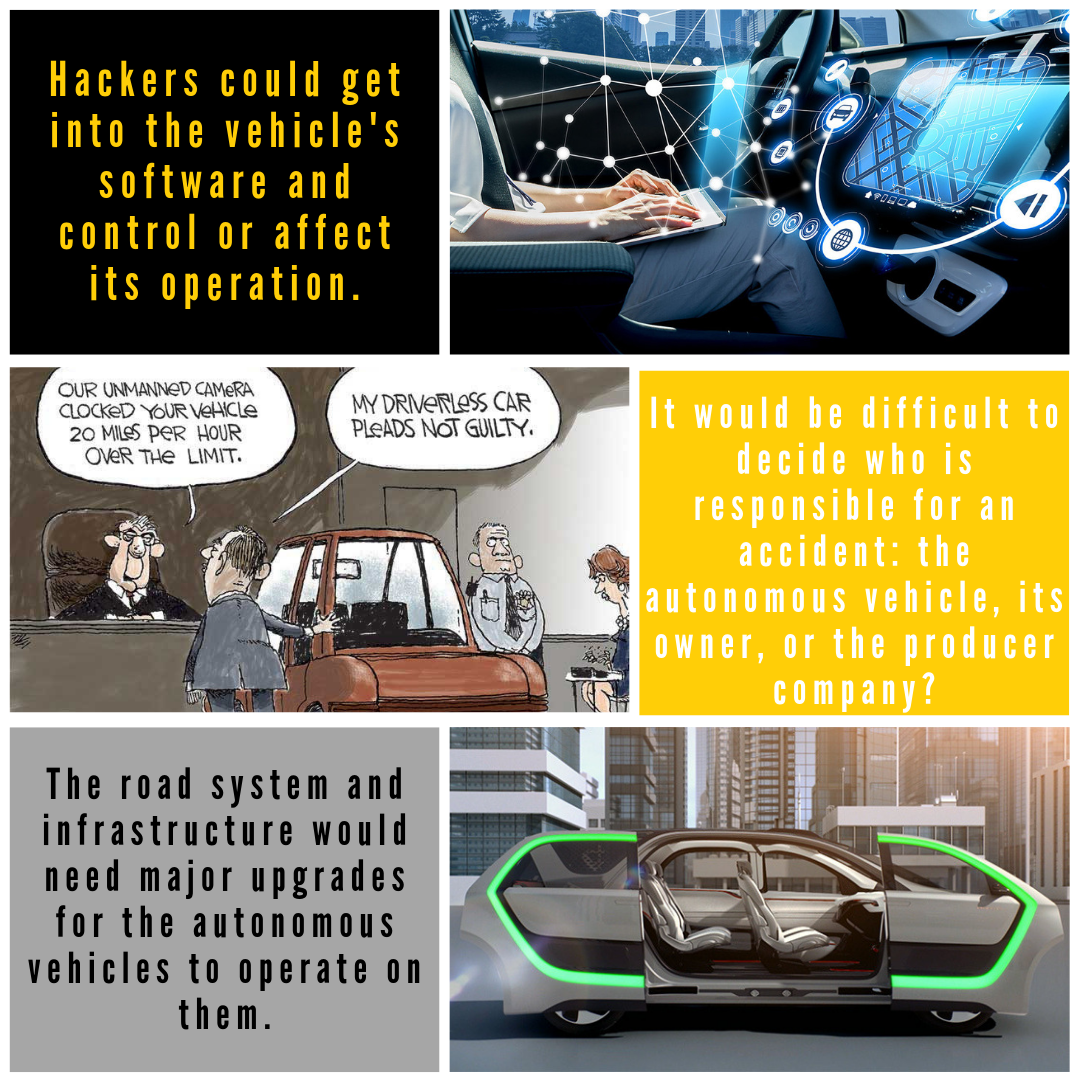 Hackers could get
into the vehicle's
software and
control or affect
its operation.
OUR UNMANNED CAMERA
CLOCKED YOUR VEHICLE
20 MILES PER HOUR
OVER THE LIMIT.
MY DRIVERLESS CAR
PLEADS NOT GUILTY.
It would be difficult to
decide who is
responsible for an
accident: the
autonomous vehicle, its
owner, or the producer
company?
The road system and
infrastructure would
need major upgrades
for the autonomous
vehicles to operate on
them.